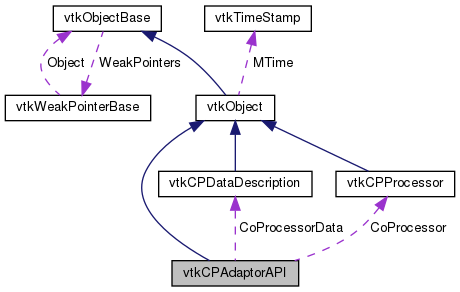 vtkObjectBase
vtkTimeStamp
Object
WeakPointers
MTime
vtkWeakPointerBase
vtkObject
vtkCPDataDescription
vtkCPProcessor
CoProcessorData
CoProcessor
vtkCPAdaptorAPI